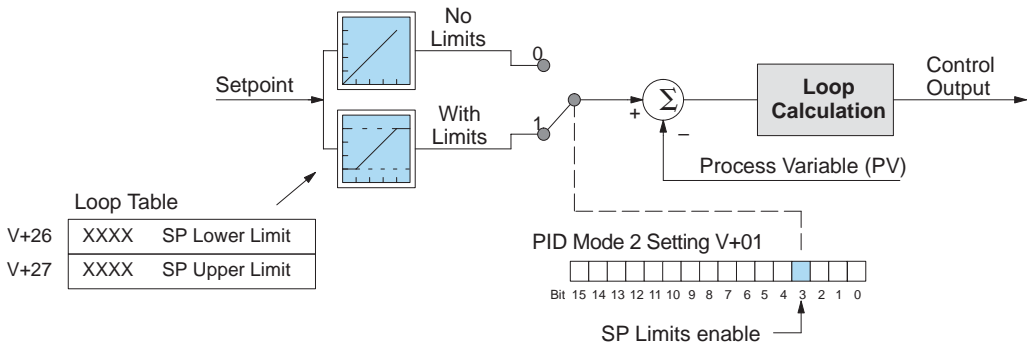 No
Limits
0
Setpoint
With
Limits
1
Σ
+
−
Loop
Calculation
Control
Output
Process Variable (PV)
Loop Table
V+26 XXXX SP Lower Limit
V+27 XXXX SP Upper Limit
PID Mode 2 Setting V+01
Bit 15 14 13 12 11 10 9 8 7 6 5 4 3 2 1 0
SP Limits enable